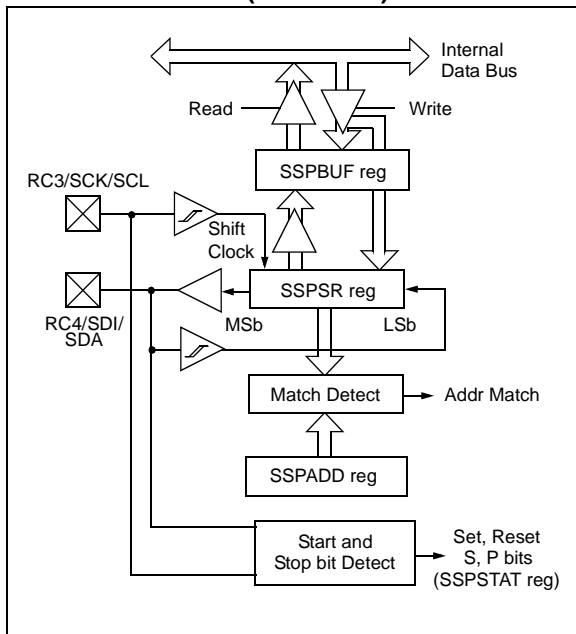 Internal
Data Bus
Read
Write
SSPBUF reg
RC3/SCK/SCL
Shift
Clock
SSPSR reg
MSb
LSb
RC4/SDI/
SDA
Match Detect
Addr Match
SSPADD reg
Start and
Stop bit Detect
Set, Reset
S, P bits
(SSPSTAT reg)